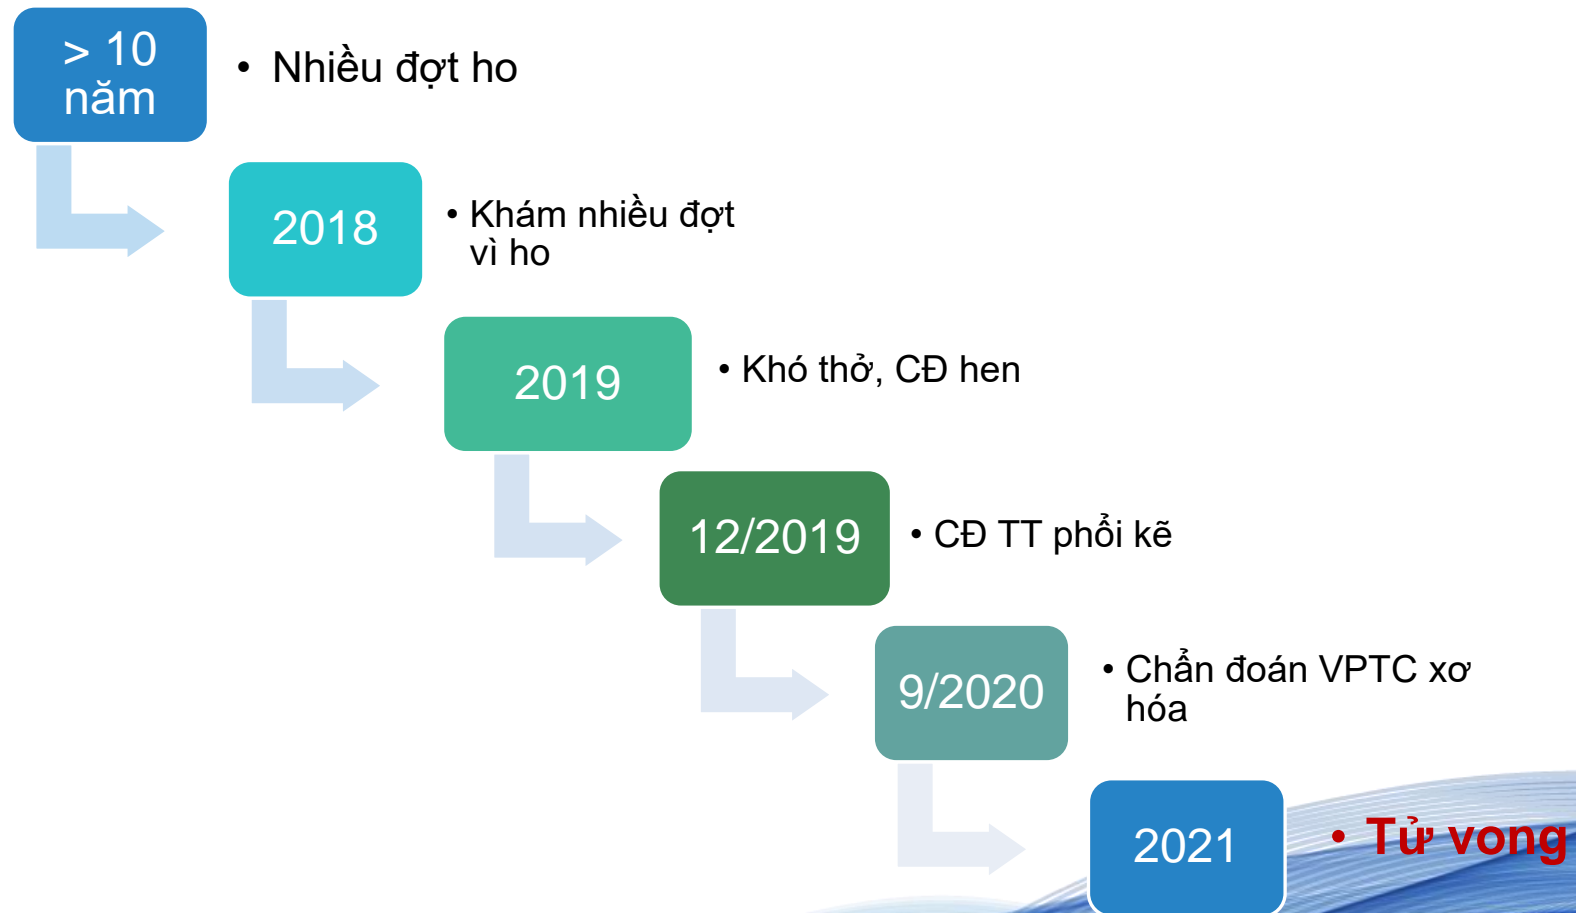 > 10
năm
• Nhiều đợt ho
2018
• Khám nhiều đợt
vì ho
2019
• Khó thở, CĐ hen
12/2019
• CĐ TT phổi kẽ
9/2020
• Chẩn đoán VPTC xơ
hóa
2021
• Tử vong